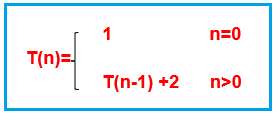 1 n=0
T(n)=
T(n-1) +2 n>0